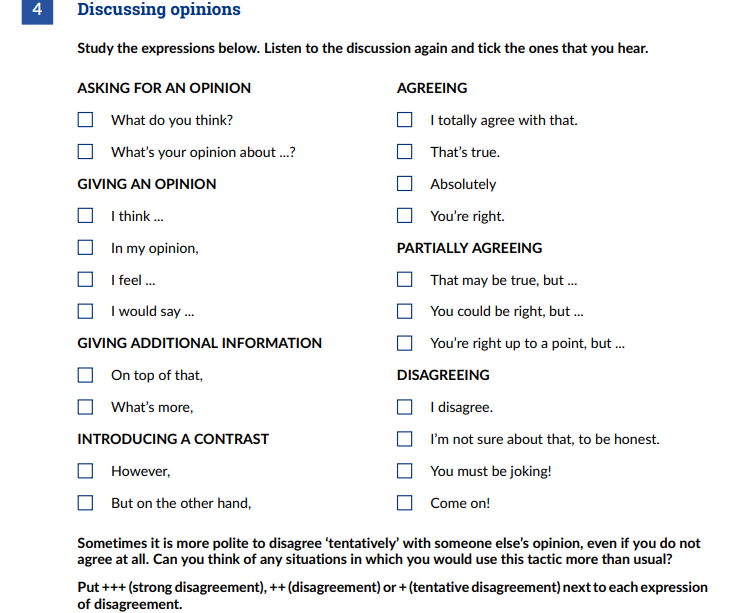 4 Discussing opinions
Study the expressions below. Listen to the discussion again and tick the ones that you hear.
ASKING FOR AN OPINION
What do you think?
What's your opinion about ...?
GIVING AN OPINION
I think ...
In my opinion,
I feel ...
I would say ...
GIVING ADDITIONAL INFORMATION
On top of that,
What's more,
INTRODUCING A CONTRAST
However,
But on the other hand,
AGREEING
I totally agree with that.
That's true.
Absolutely
You're right.
PARTIALLY AGREEING
That may be true, but ...
You could be right, but ...
You're right up to a point, but ...
DISAGREEING
I disagree.
I'm not sure about that, to be honest.
You must be joking!
Come on!
Sometimes it is more polite to disagree 'tentatively' with someone else's opinion, even if you do not
agree at all. Can you think of any situations in which you would use this tactic more than usual?
Put +++ (strong disagreement), ++ (disagreement) or + (tentative disagreement) next to each expression
of disagreement.